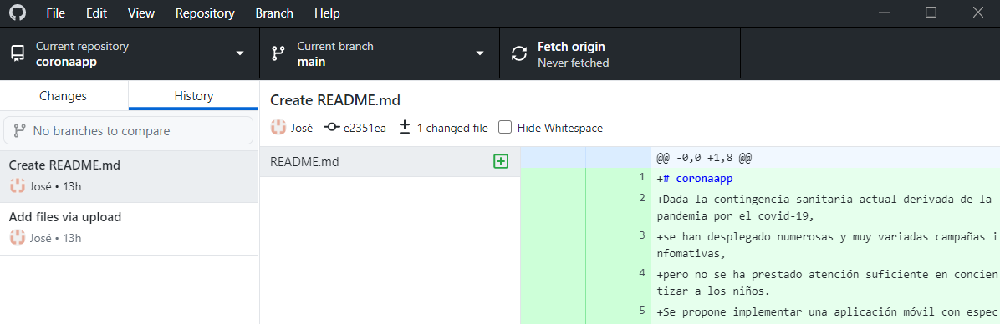 File Edit View Repository Branch Help
Current repository
coronaapp
Current branch
main
Fetch origin
Never fetched
Changes
History
No branches to compare
Create README.md
José • 13h
Add files via upload
José • 13h
Create README.md
José e2351ea 1 changed file Hide Whitespace
README.md
@@ -0,0 +1,8 @@
1 +# coronaapp
2 +Dada la contingencia sanitaria actual derivada de la
pandemia por el covid-19,
3 +se han desplegado numerosas y muy variadas campañas i
nfomativas,
4 +pero no se ha prestado atención suficiente en concien
tizar a los niños.
5 +Se propone implementar una aplicación móvil con espec